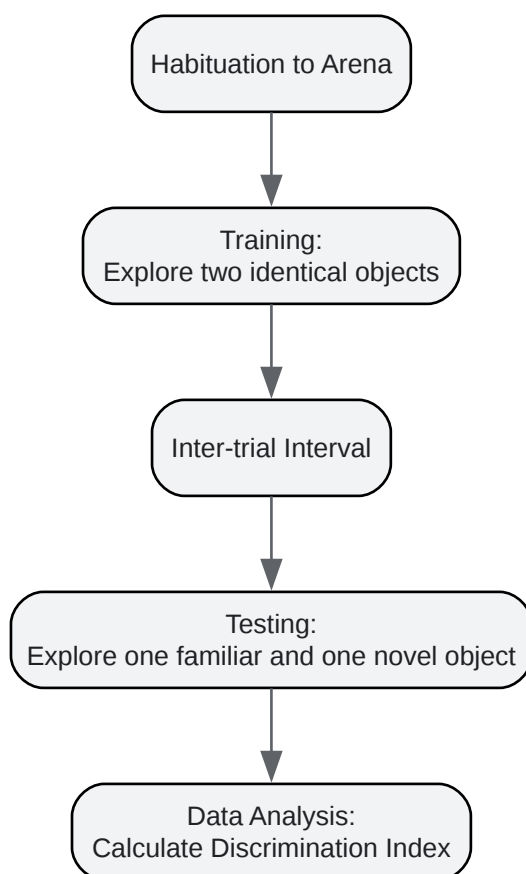 Habituation to Arena
Training:
Explore two identical objects
Inter-trial Interval
Testing:
Explore one familiar and one novel object
Data Analysis:
Calculate Discrimination Index